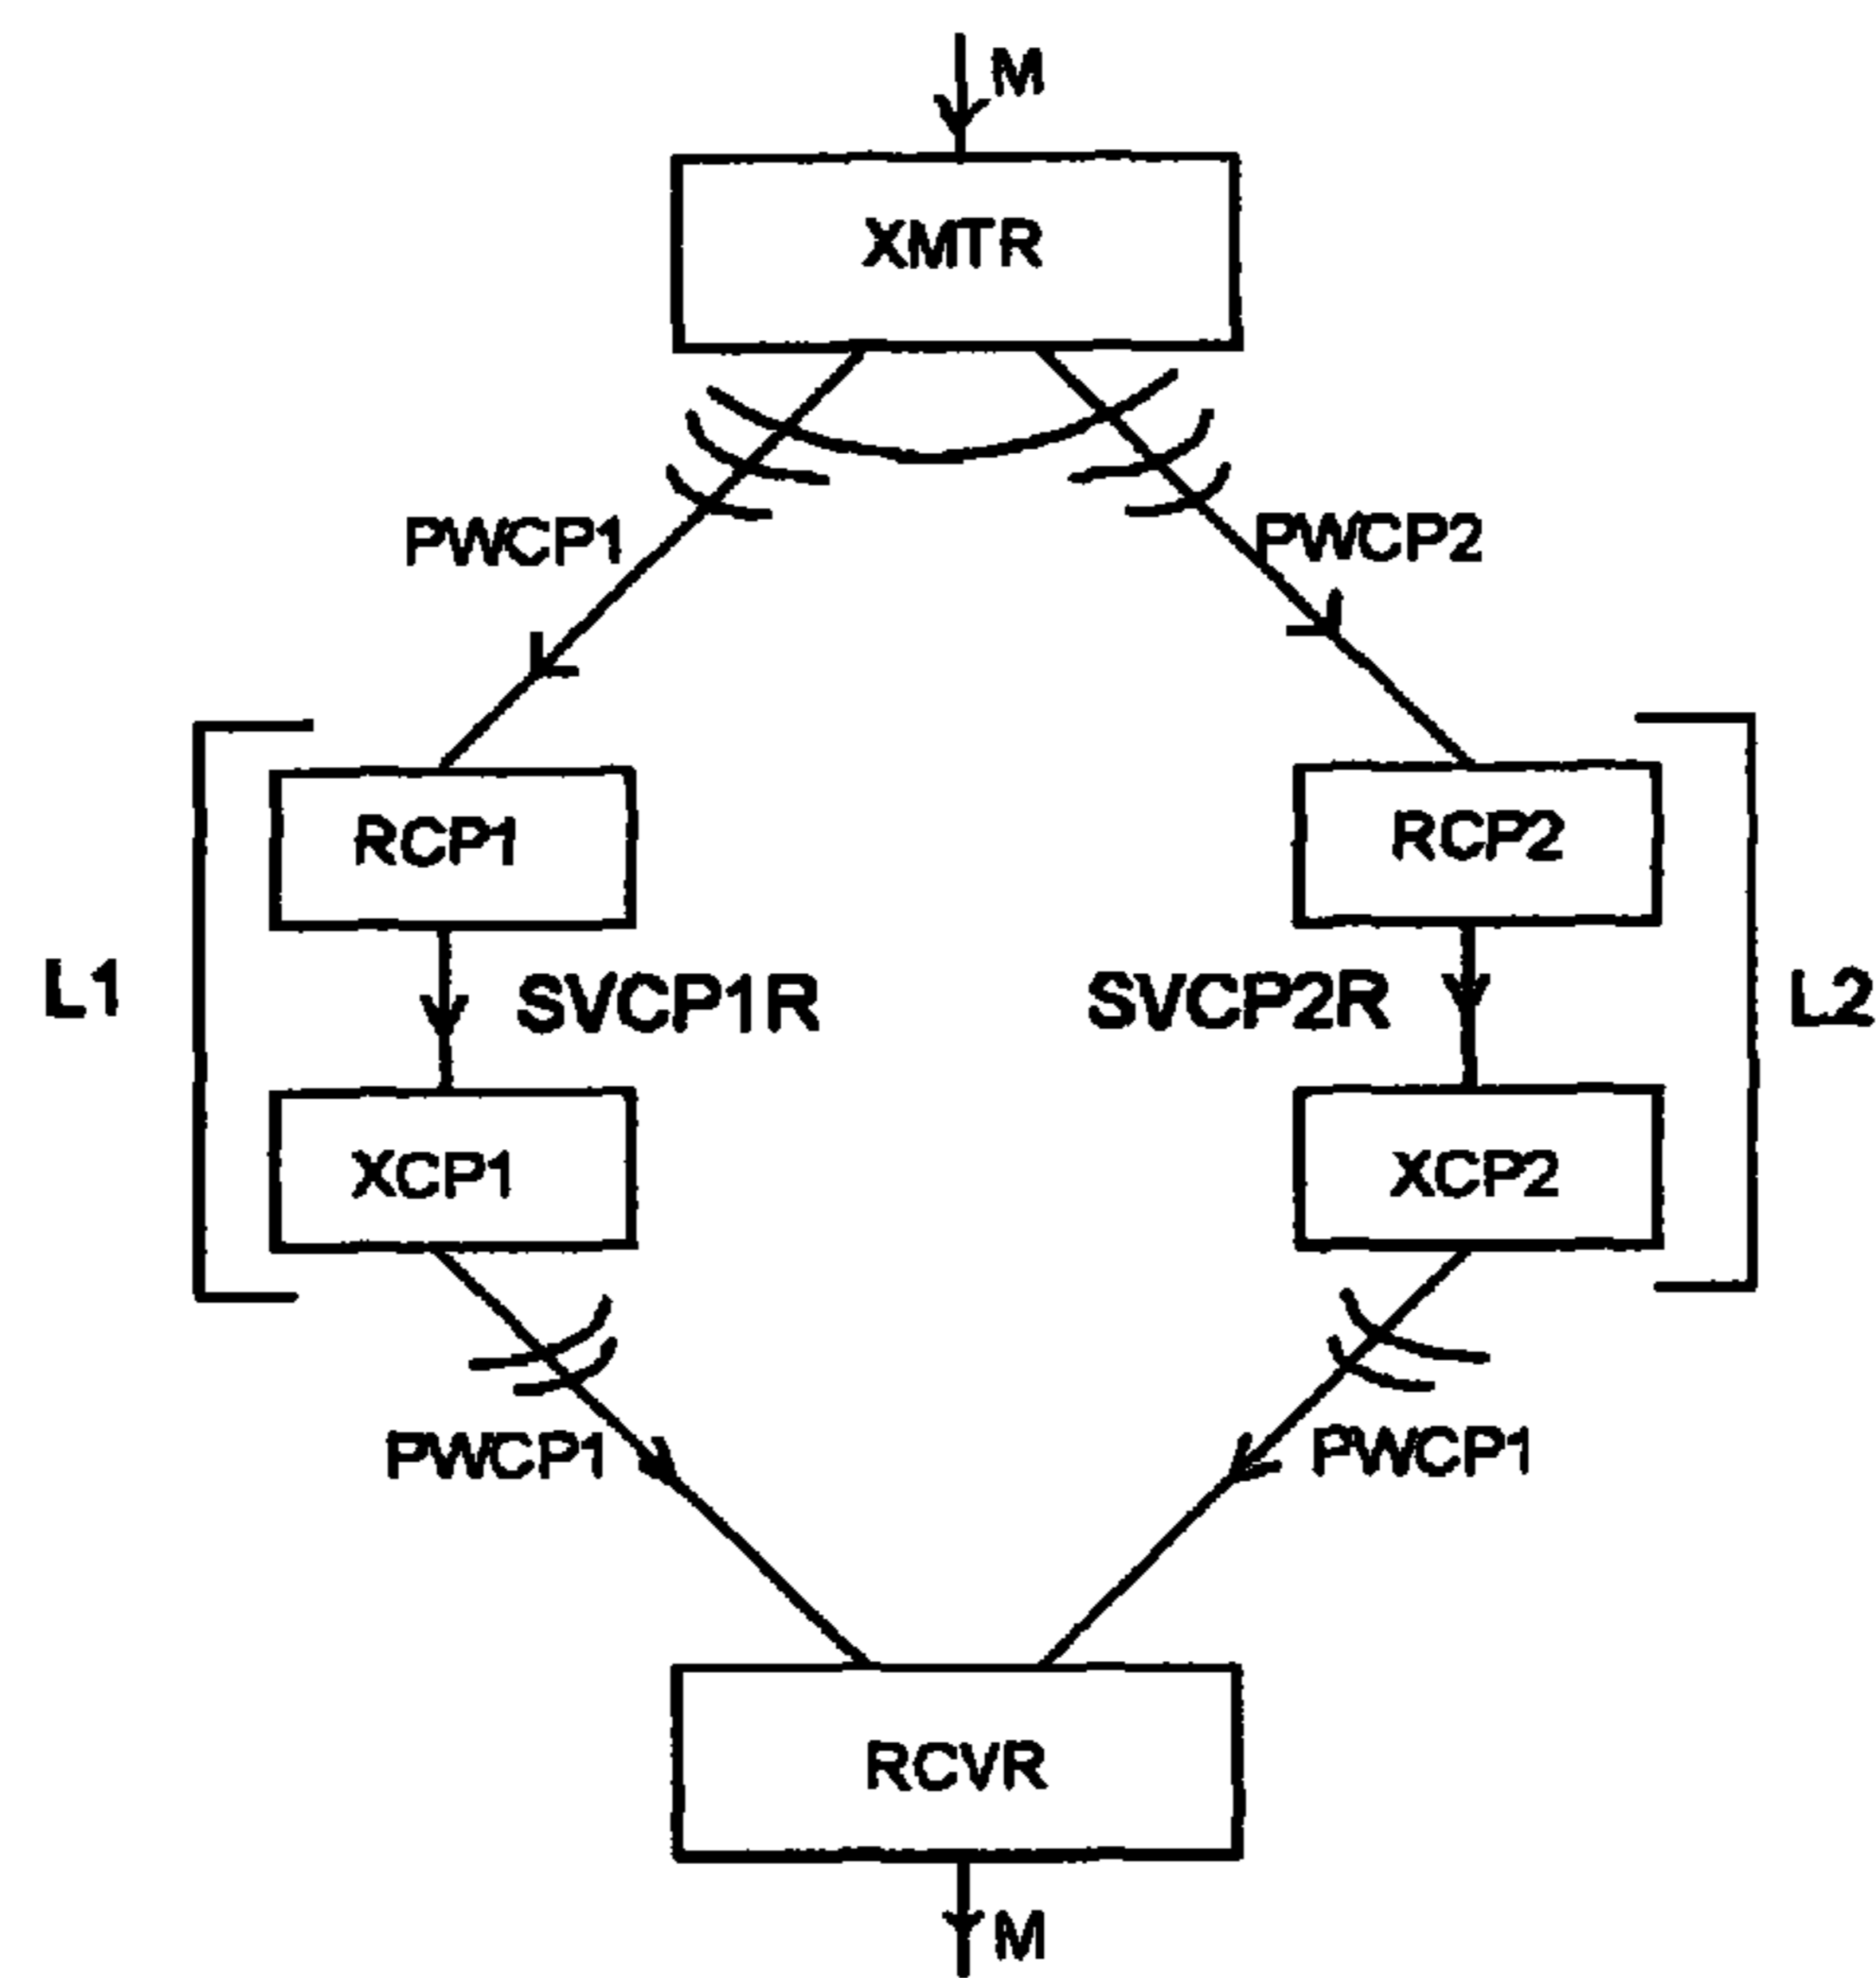 M
XMTR
PWCP1
PWCP2
RCP1
RCP2
L1
SVCP1R
SVCP2R
L2
XCP1
XCP2
PWCP1
PWCP1
RCVR
M